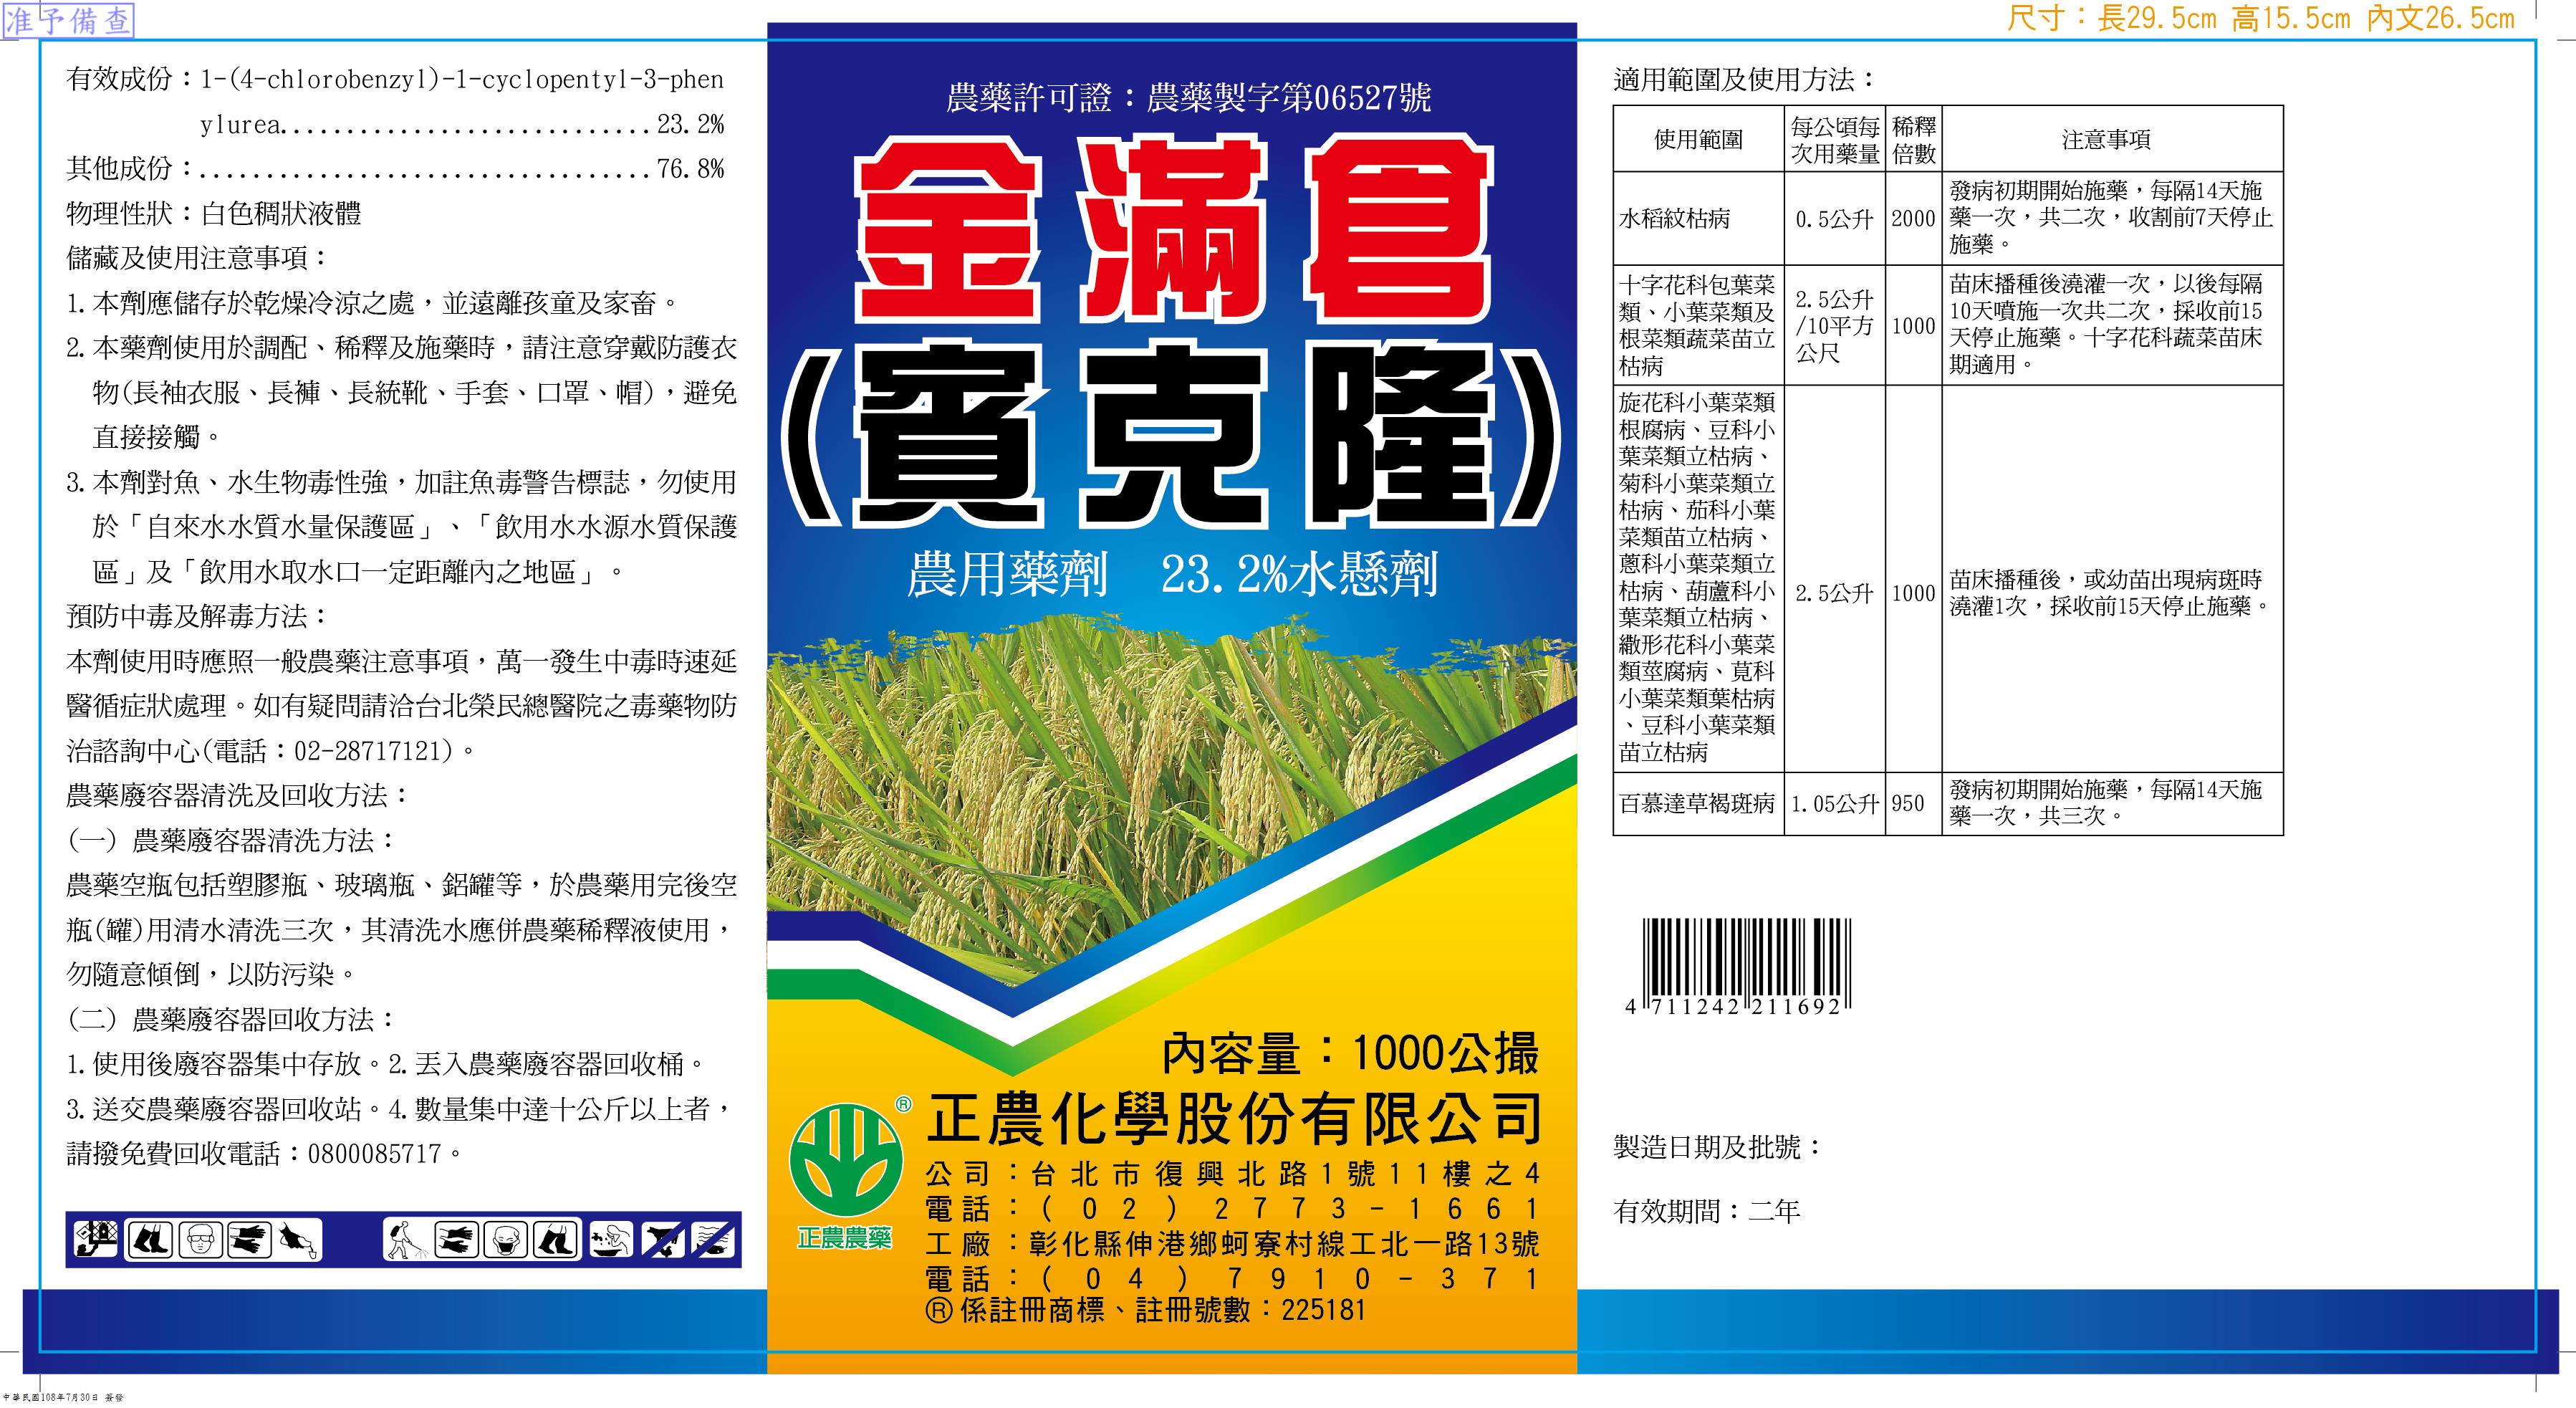 准予備查
尺寸：長29.5cm 高15.5cm 內文26.5cm
有效成份：1-(4-chlorobenzyl)-1-cyclopentyl-3-phen
ylurea............................23.2%
其他成份：..................................76.8%
物理性狀：白色稠狀液體
儲藏及使用注意事項：
1.本劑應儲存於乾燥冷涼之處，並遠離孩童及家畜。
2.本藥劑使用於調配、稀釋及施藥時，請注意穿戴防護衣
物(長袖衣服、長褲、長統靴、手套、口罩、帽)，避免
直接接觸。
3.本劑對魚、水生物毒性強，加註魚毒警告標誌，勿使用
於「自來水水質水量保護區」、「飲用水水源水質保護
區」及「飲用水取水口一定距離內之地區」。
預防中毒及解毒方法：
本劑使用時應照一般農藥注意事項，萬一發生中毒時速延
醫循症狀處理。如有疑問請洽台北榮民總醫院之毒藥物防
治諮詢中心(電話：02-28717121)。
農藥廢容器清洗及回收方法：
(一) 農藥廢容器清洗方法：
農藥空瓶包括塑膠瓶、玻璃瓶、鋁罐等，於農藥用完後空
瓶(罐)用清水清洗三次，其清洗水應併農藥稀釋液使用，
勿隨意傾倒，以防污染。
(二) 農藥廢容器回收方法：
1.使用後廢容器集中存放。2.丟入農藥廢容器回收桶。
3.送交農藥廢容器回收站。4.數量集中達十公斤以上者，
請撥免費回收電話：0800085717。
農藥許可證：農藥製字第06527號
金滿倉
(賓克隆)
農用藥劑 23.2%水懸劑
內容量：1000公撮
®
正農農藥
正農化學股份有限公司
公司：台北市復興北路1號11樓之4
電話：(02)2773-1661
工廠：彰化縣伸港鄉蚵寮村線工北一路13號
電話：(04)7910-371
®係註冊商標、註冊號數：225181
適用範圍及使用方法：
使用範圍
每公頃每
次用藥量
稀釋
倍數
注意事項
水稻紋枯病
0.5公升
2000
發病初期開始施藥，每隔14天施
藥一次，共二次，收割前7天停止
施藥。
十字花科包葉菜
類、小葉菜類及
根菜類蔬菜苗立
枯病
2.5公升
/10平方
公尺
1000
苗床播種後澆灌一次，以後每隔
10天噴施一次共二次，採收前15
天停止施藥。十字花科蔬菜苗床
期適用。
旋花科小葉菜類
根腐病、豆科小
葉菜類立枯病、
菊科小葉菜類立
枯病、茄科小葉
菜類苗立枯病、
蔥科小葉菜類立
枯病、葫蘆科小
葉菜類立枯病、
繖形花科小葉菜
類莖腐病、莧科
小葉菜類葉枯病
、豆科小葉菜類
苗立枯病
2.5公升
1000
苗床播種後，或幼苗出現病斑時
澆灌1次，採收前15天停止施藥。
百慕達草褐斑病
1.05公升
950
發病初期開始施藥，每隔14天施
藥一次，共三次。
4 711242 211692
製造日期及批號：
有效期間：二年
中華民國108年7月30日 簽發